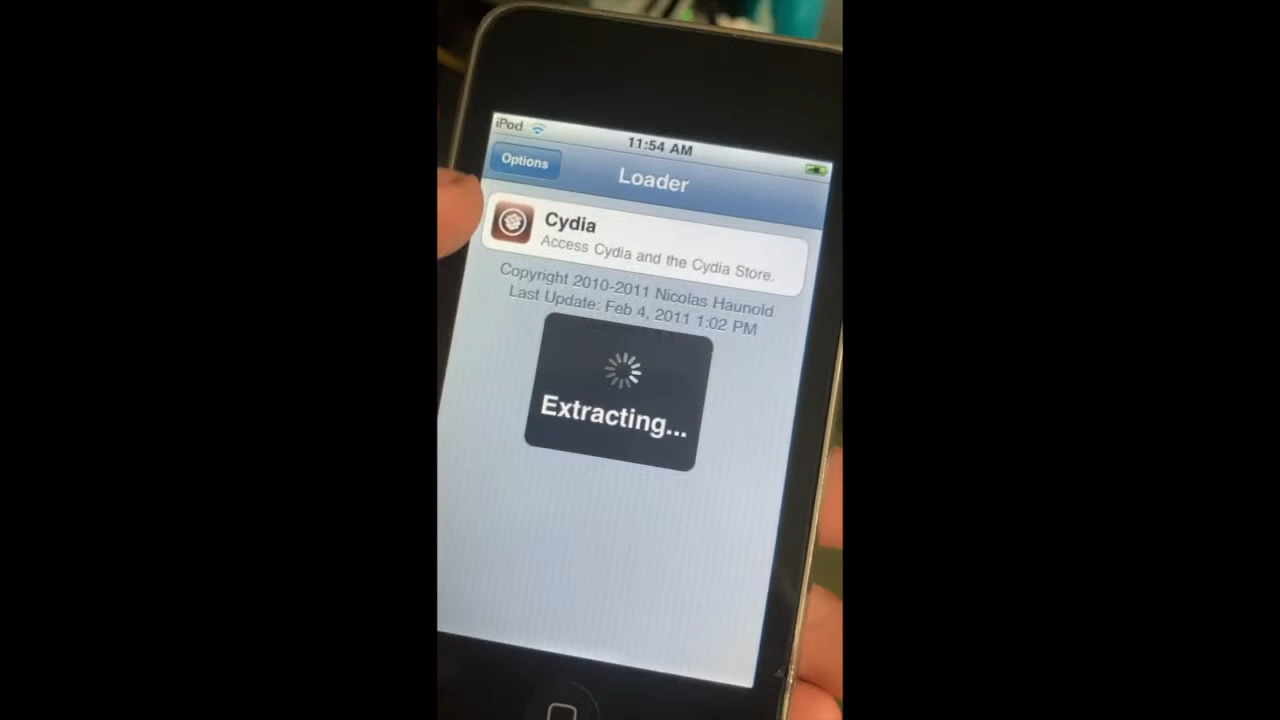 iPod
11:54 AM
Options
Loader
Cydia
Access Cydia and the Cydia Store.
Copyright 2010-2011 Nicolas Haunold
Last Update: Feb 4, 2011 1:02 PM
Extracting...